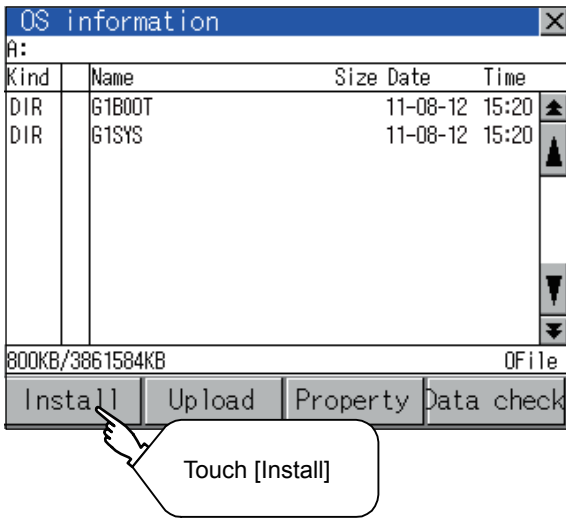 OS information
A:
Kind Name Size Date Time
DIR G1BOOT 11-08-12 15:20
DIR G1SYS 11-08-12 15:20
800KB/3861584KB 0File
Install Upload Property Data check
Touch [Install]